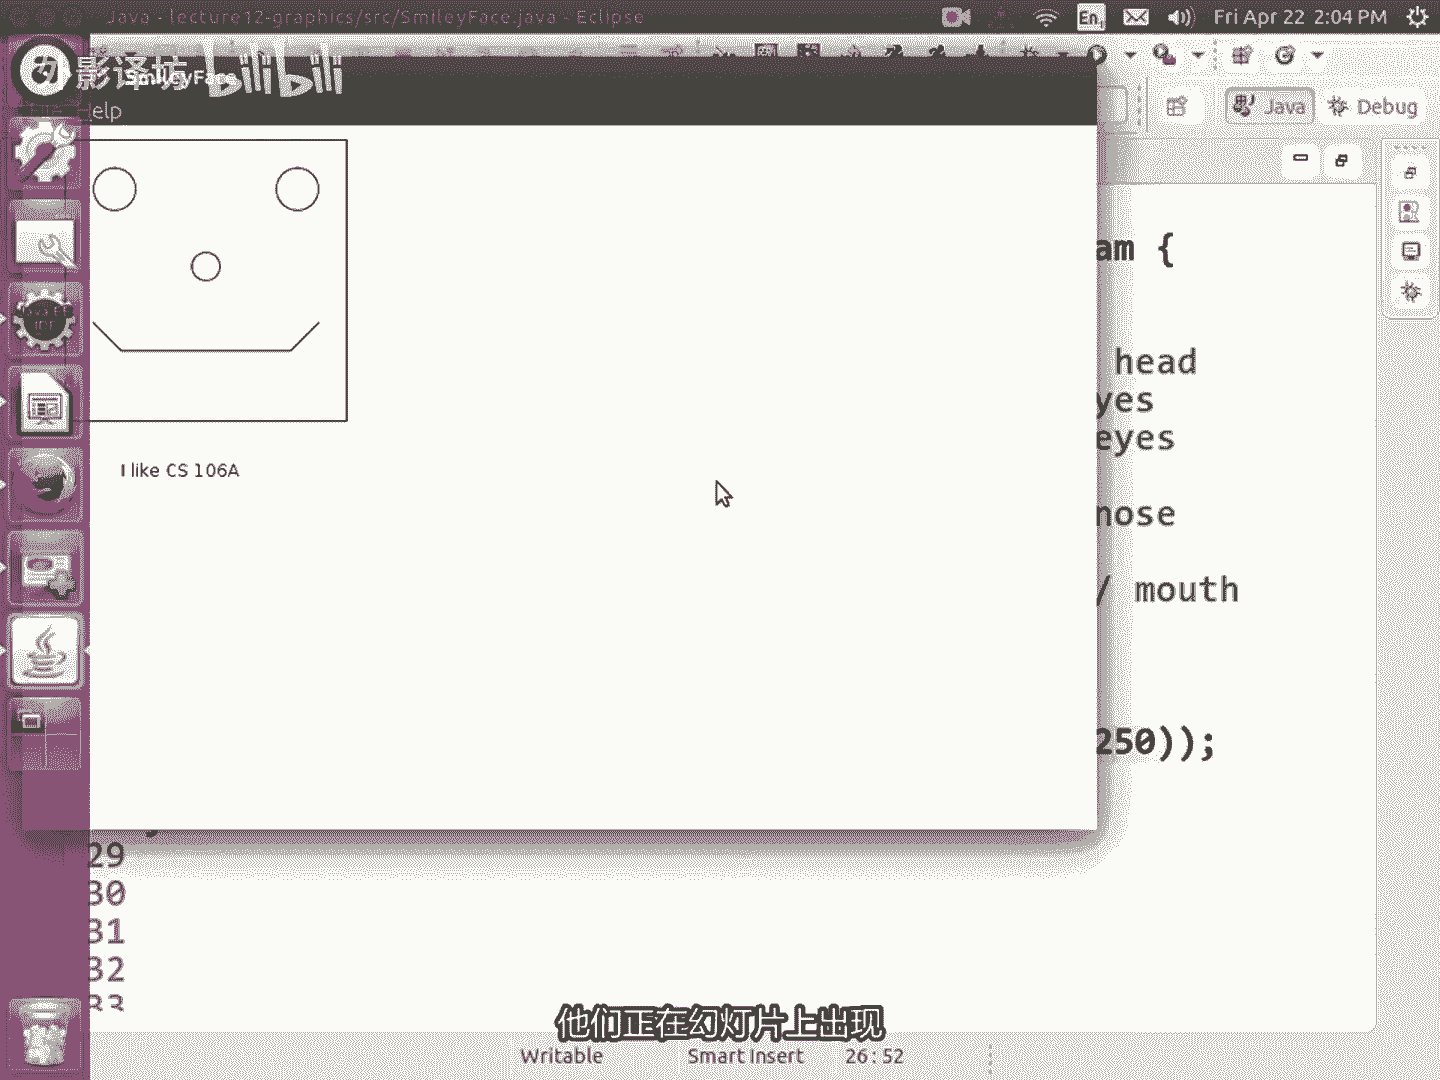 Java - lecture12-graphics/src/SmileyFace.java - Eclipse
En
Fri Apr 22 2:04 PM
影译坊 bilibili
SmileyFace
Help
Java
Debug
am {
head
yes
eyes
nose
/ mouth
I like CS 106A
250));
29
30
31
32
33
他们正在幻灯片上出现
Writable
Smart Insert
26:52